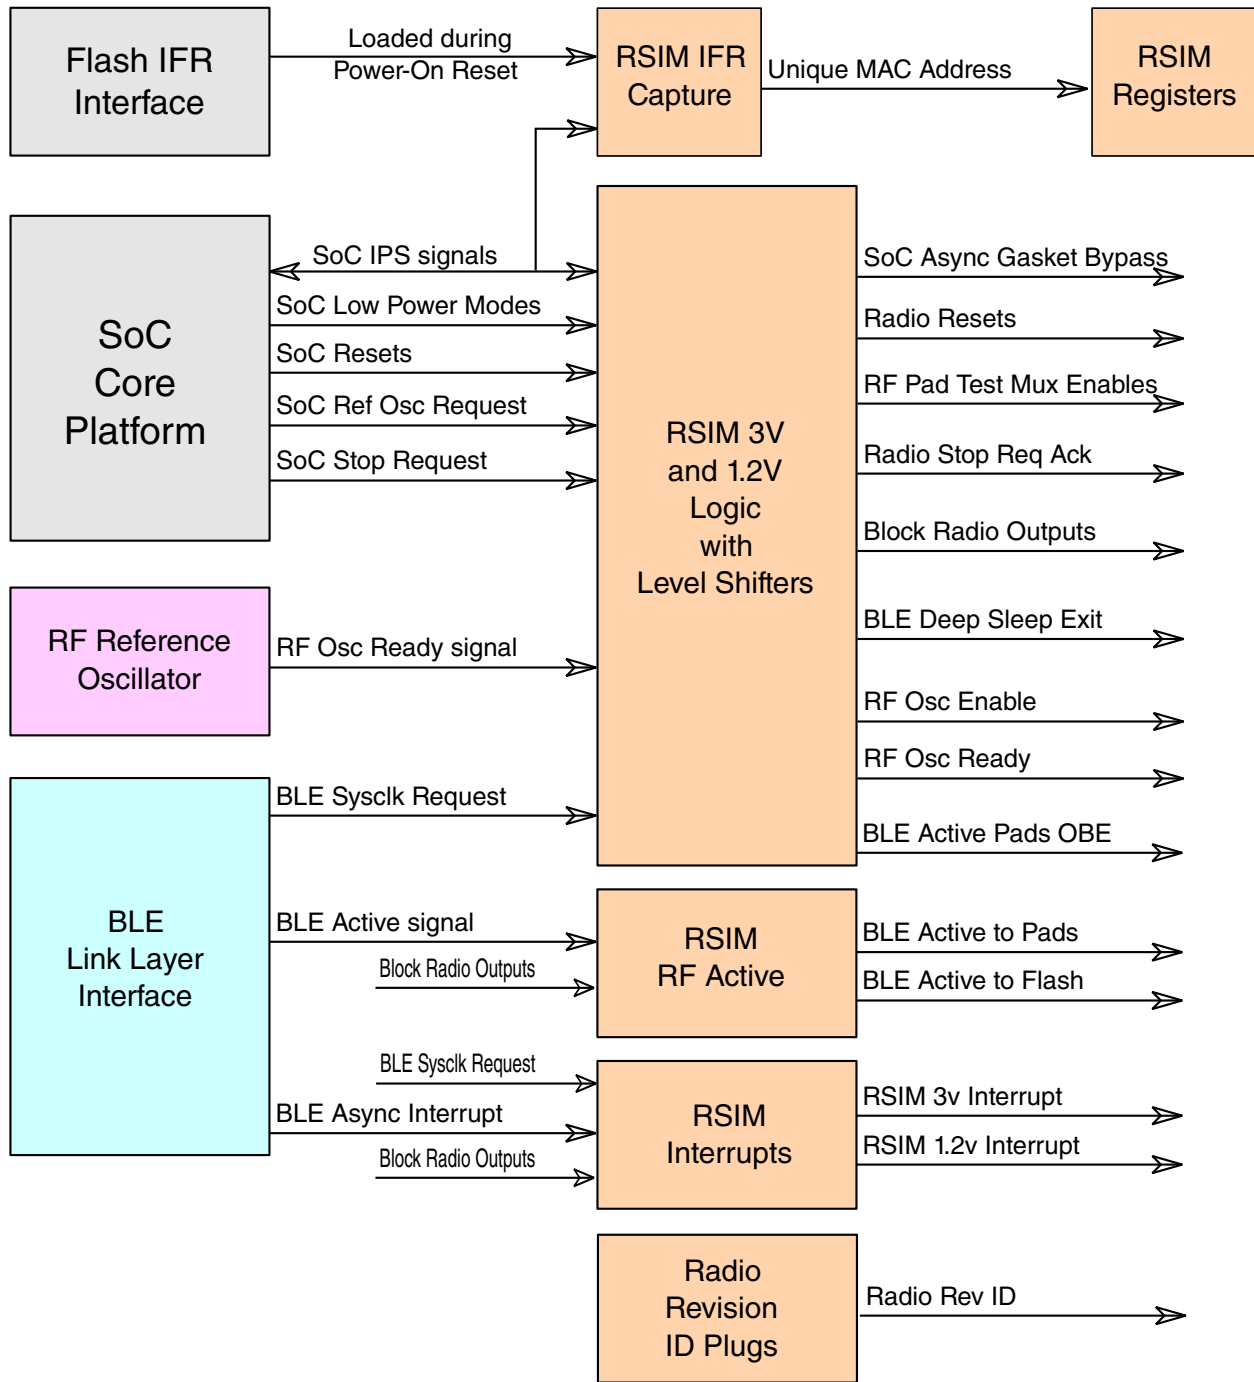 Flash IFR
Interface
Loaded during
Power-On Reset
RSIM IFR
Capture
Unique MAC Address
RSIM
Registers
SoC
Core
Platform
SoC IPS signals
SoC Low Power Modes
SoC Resets
SoC Ref Osc Request
SoC Stop Request
RSIM 3V
and 1.2V
Logic
with
Level Shifters
SoC Async Gasket Bypass
Radio Resets
RF Pad Test Mux Enables
Radio Stop Req Ack
Block Radio Outputs
BLE Deep Sleep Exit
RF Osc Enable
RF Osc Ready
BLE Active Pads OBE
RF Reference
Oscillator
RF Osc Ready signal
BLE
Link Layer
Interface
BLE Sysclk Request
BLE Active signal
Block Radio Outputs
RSIM
RF Active
BLE Active to Pads
BLE Active to Flash
BLE Sysclk Request
BLE Async Interrupt
Block Radio Outputs
RSIM
Interrupts
RSIM 3v Interrupt
RSIM 1.2v Interrupt
Radio
Revision
ID Plugs
Radio Rev ID